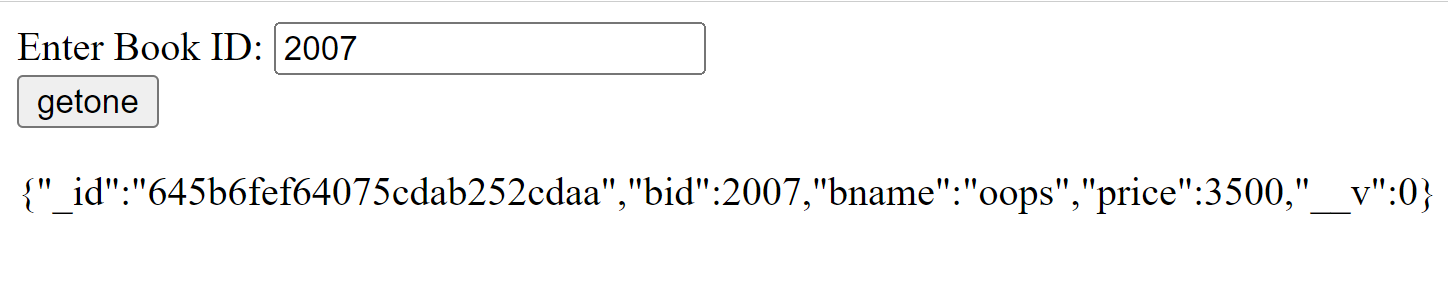 Enter Book ID: 2007
getone
{"_id":"645b6fef64075cdab252cdaa","bid":2007,"bname":"oops","price":3500,"__v":0}